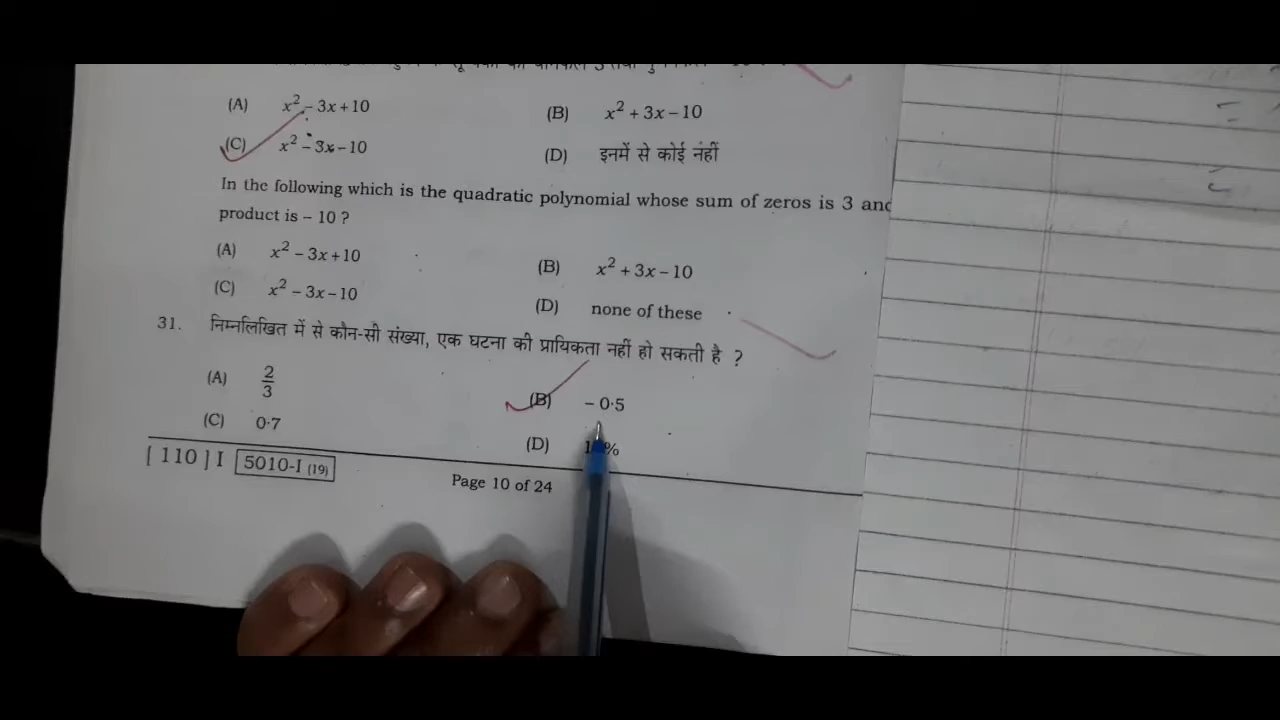 (A) x² – 3x + 10 (B) x² + 3x – 10
(C) x² – 3x – 10 (D) इनमें से कोई नंहीं
In the following which is the quadratic polynomial whose sum of zeros is 3 and
product is – 10 ?
(A) x² – 3x + 10 (B) x² + 3x – 10
(C) x² – 3x – 10 (D) none of these
31. निम्नलिखित में से कौन-सी संख्या, एक घटना की प्रायिकता नहीं हो सकती है ?
(A) 2/3 (B) – 0·5
(C) 0·7 (D)
[ 110 ] I 5010-I (19) Page 10 of 24